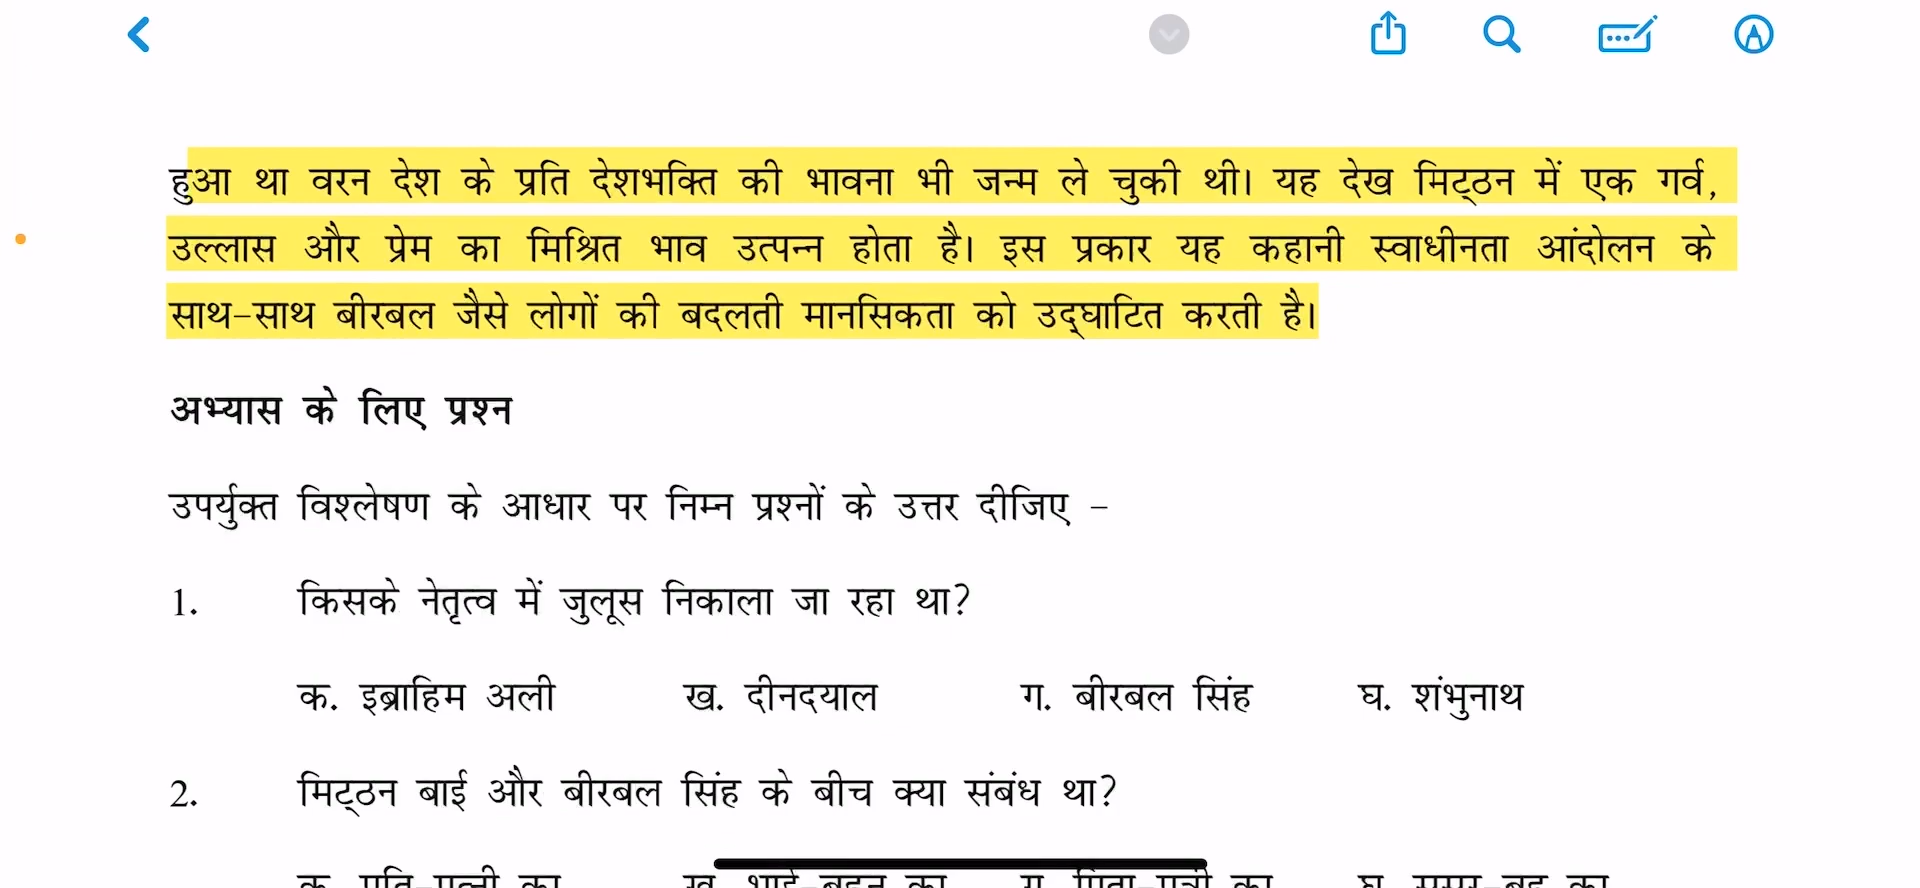 हुआ था वरन देश के प्रति देशभक्ति की भावना भी जन्म ले चुकी थी। यह देख मिट्ठन में एक गर्व,
उल्लास और प्रेम का मिश्रित भाव उत्पन्न होता है। इस प्रकार यह कहानी स्वाधीनता आंदोलन के
साथ-साथ बीरबल जैसे लोगों की बदलती मानसिकता को उद्घाटित करती है।
अभ्यास के लिए प्रश्न
उपर्युक्त विश्लेषण के आधार पर निम्न प्रश्नों के उत्तर दीजिए –
1. किसके नेतृत्व में जुलूस निकाला जा रहा था?
क. इब्राहिम अली ख. दीनदयाल ग. बीरबल सिंह घ. शंभुनाथ
2. मिट्ठन बाई और बीरबल सिंह के बीच क्या संबंध था?